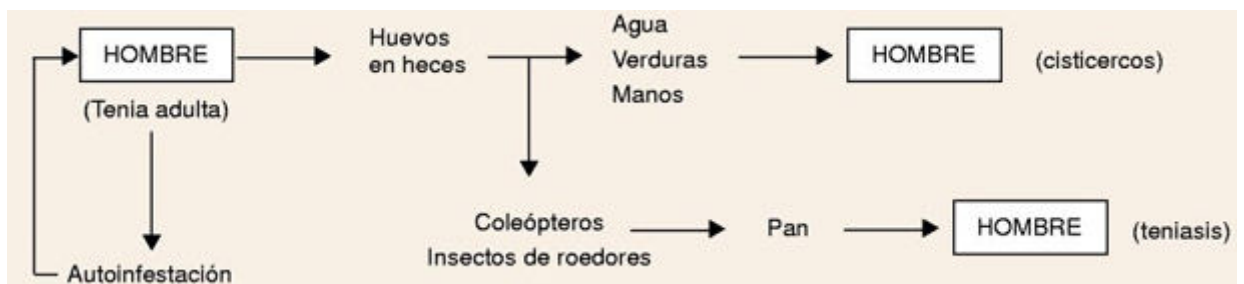 HOMBRE
(Tenia adulta)
Autoinfestación
Huevos
en heces
Agua
Verduras
Manos
HOMBRE
(cisticercos)
Coleópteros
Insectos de roedores
Pan
HOMBRE
(teniasis)